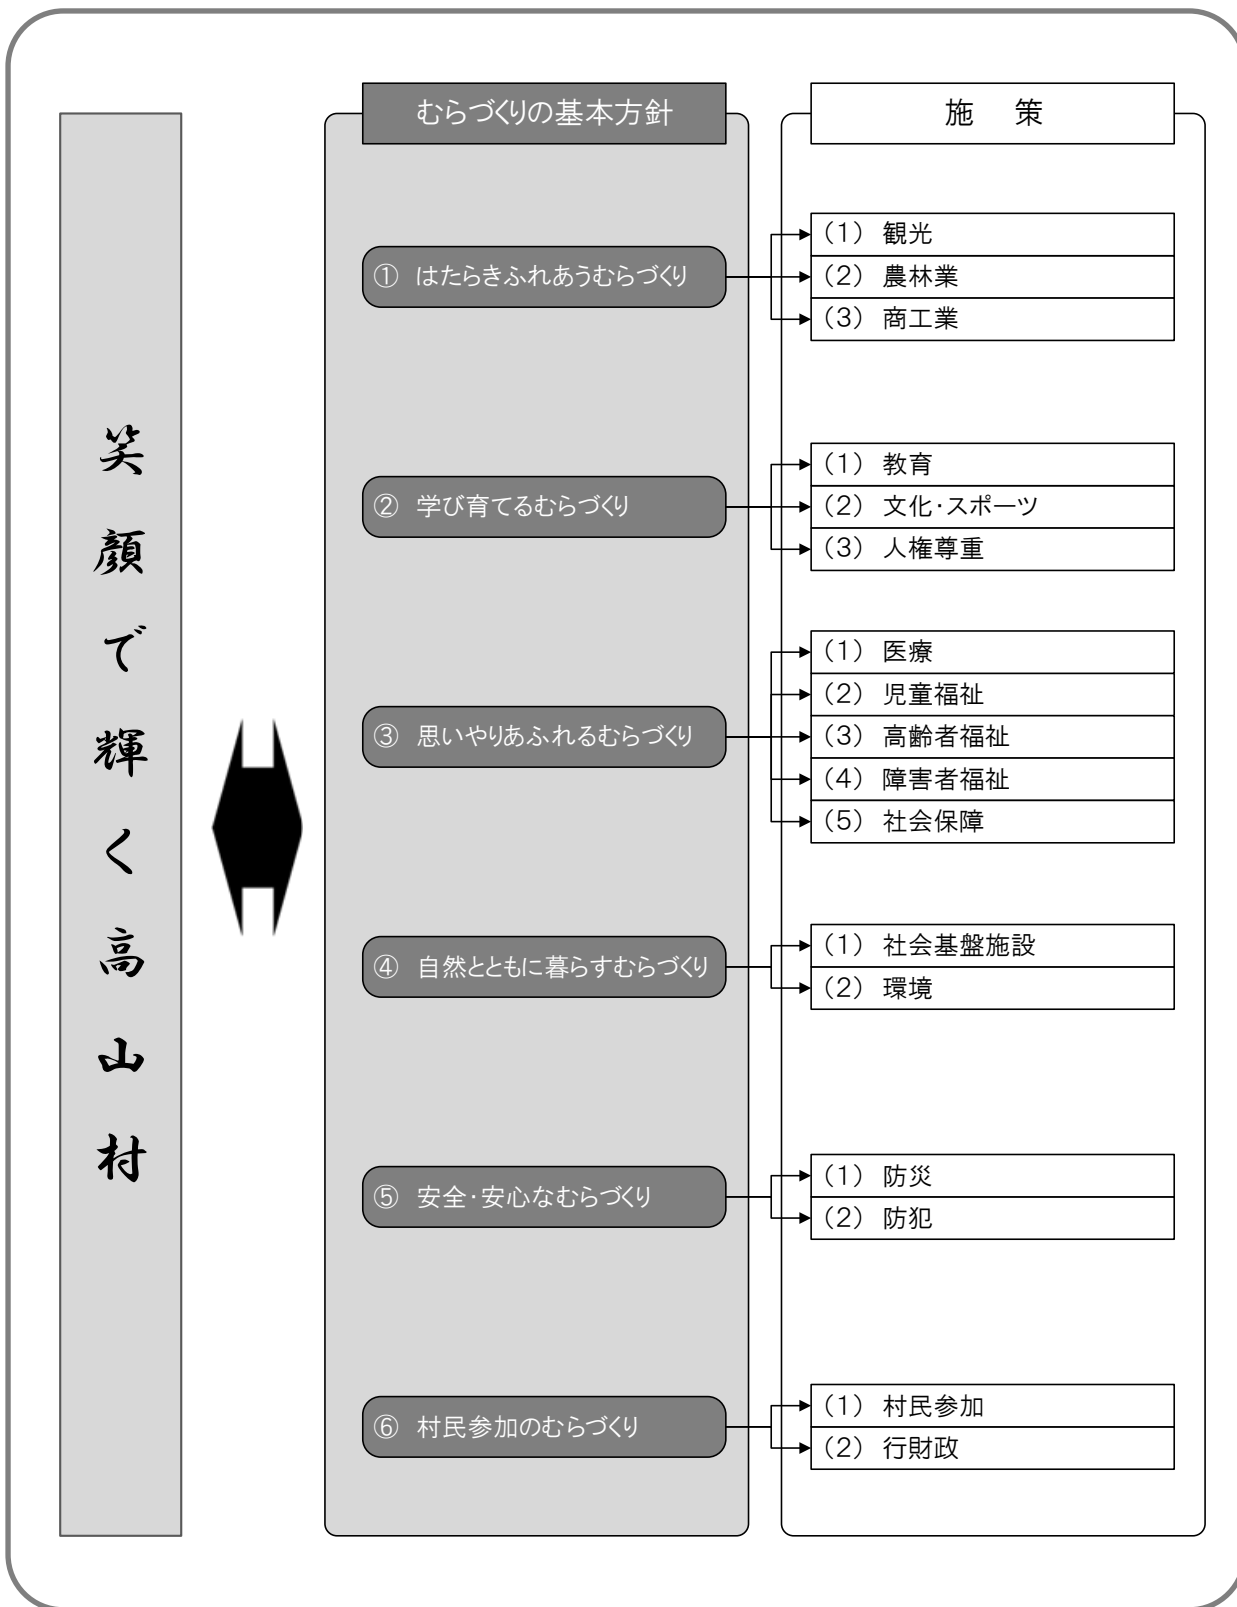 笑顔で輝く高山村
むらづくりの基本方針
施　策
① はたらきふれあうむらづくり
(1) 観光
(2) 農林業
(3) 商工業
② 学び育てるむらづくり
(1) 教育
(2) 文化・スポーツ
(3) 人権尊重
③ 思いやりあふれるむらづくり
(1) 医療
(2) 児童福祉
(3) 高齢者福祉
(4) 障害者福祉
(5) 社会保障
④ 自然とともに暮らすむらづくり
(1) 社会基盤施設
(2) 環境
⑤ 安全・安心なむらづくり
(1) 防災
(2) 防犯
⑥ 村民参加のむらづくり
(1) 村民参加
(2) 行財政